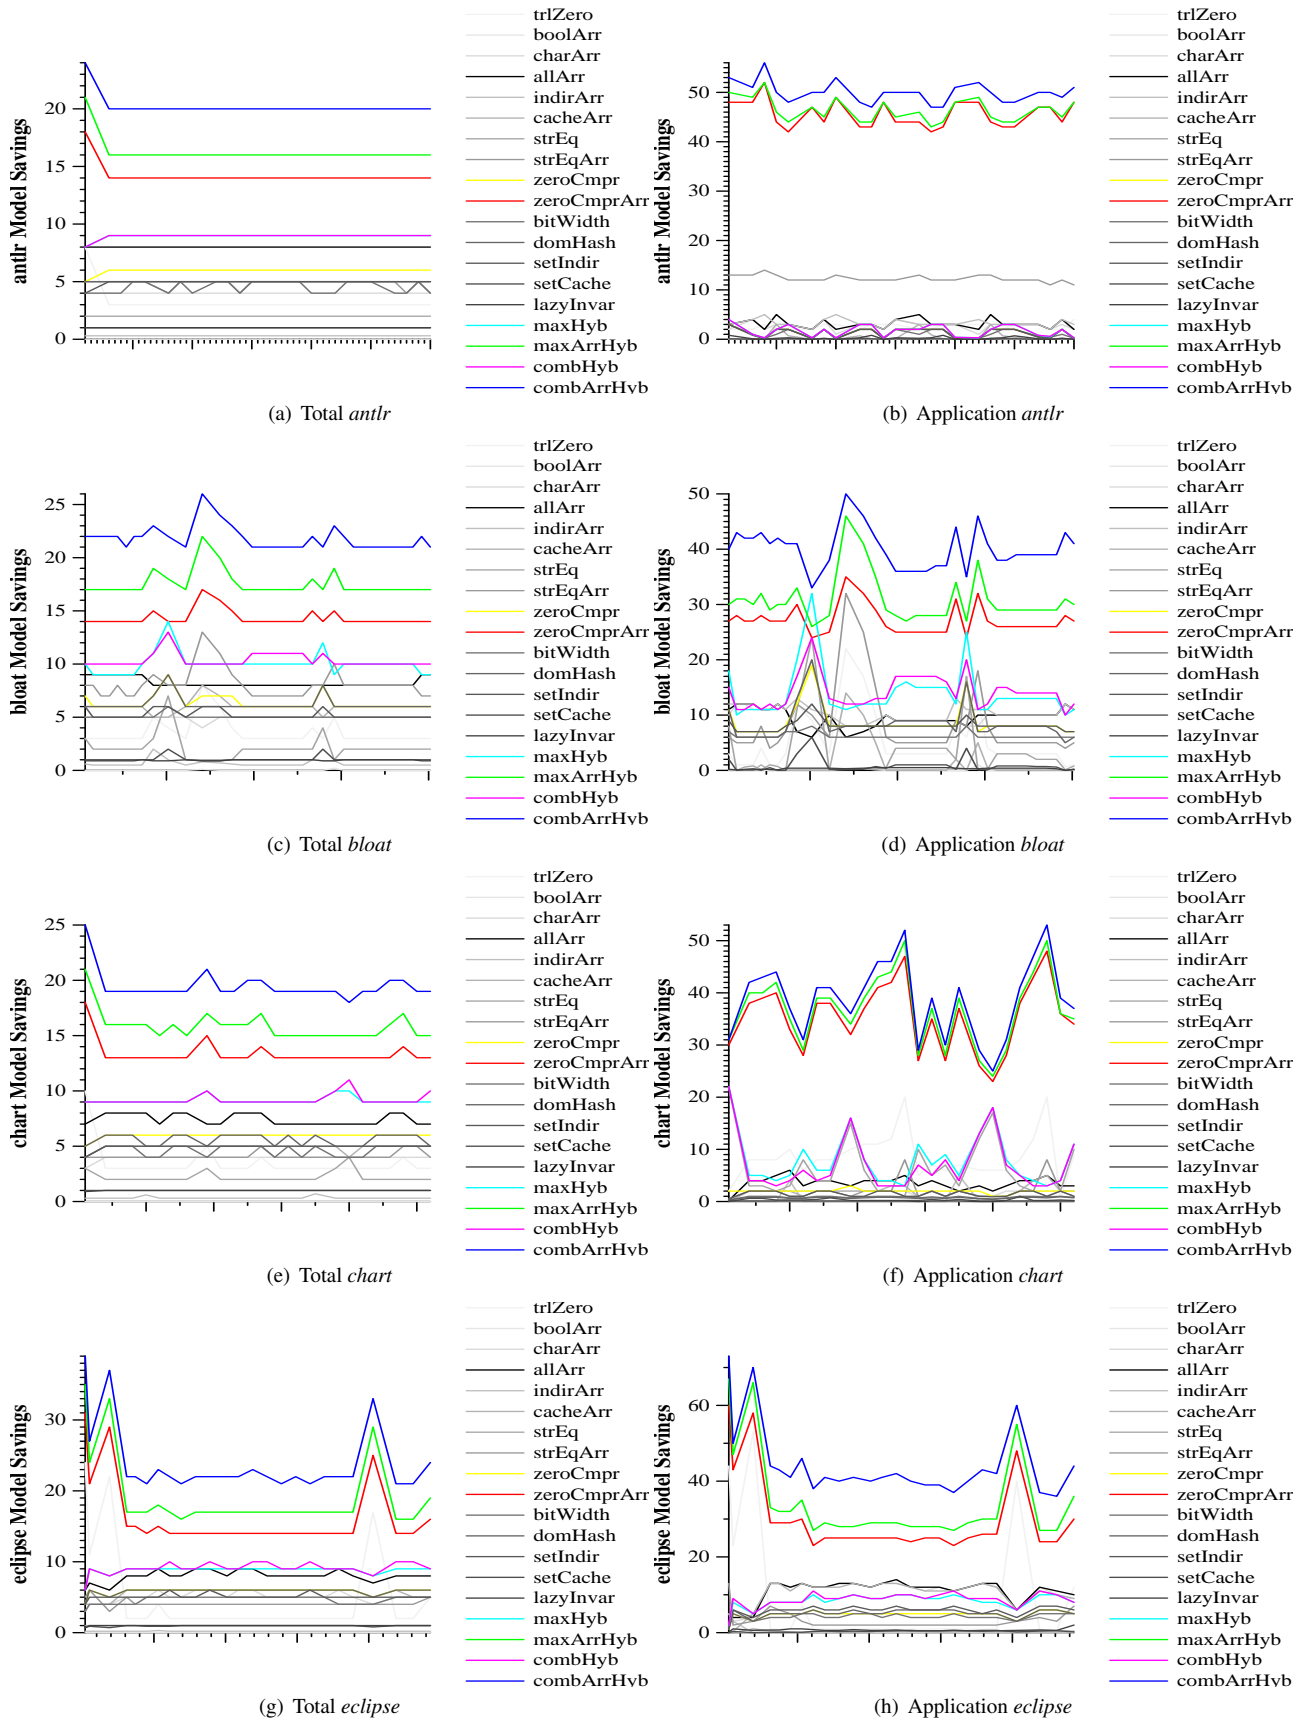 trlZero
boolArr
charArr
allArr
indirArr
cacheArr
strEq
strEqArr
zeroCmpr
zeroCmprArr
bitWidth
domHash
setIndir
setCache
lazyInvar
maxHyb
maxArrHyb
combHyb
combArrHyb
20
15
10
5
0
antlr Model Savings
(a) Total antlr
trlZero
boolArr
charArr
allArr
indirArr
cacheArr
strEq
strEqArr
zeroCmpr
zeroCmprArr
bitWidth
domHash
setIndir
setCache
lazyInvar
maxHyb
maxArrHyb
combHyb
combArrHyb
50
40
30
20
10
0
antlr Model Savings
(b) Application antlr
trlZero
boolArr
charArr
allArr
indirArr
cacheArr
strEq
strEqArr
zeroCmpr
zeroCmprArr
bitWidth
domHash
setIndir
setCache
lazyInvar
maxHyb
maxArrHyb
combHyb
combArrHyb
25
20
15
10
5
0
bloat Model Savings
(c) Total bloat
trlZero
boolArr
charArr
allArr
indirArr
cacheArr
strEq
strEqArr
zeroCmpr
zeroCmprArr
bitWidth
domHash
setIndir
setCache
lazyInvar
maxHyb
maxArrHyb
combHyb
combArrHyb
50
40
30
20
10
0
bloat Model Savings
(d) Application bloat
trlZero
boolArr
charArr
allArr
indirArr
cacheArr
strEq
strEqArr
zeroCmpr
zeroCmprArr
bitWidth
domHash
setIndir
setCache
lazyInvar
maxHyb
maxArrHyb
combHyb
combArrHyb
25
20
15
10
5
0
chart Model Savings
(e) Total chart
trlZero
boolArr
charArr
allArr
indirArr
cacheArr
strEq
strEqArr
zeroCmpr
zeroCmprArr
bitWidth
domHash
setIndir
setCache
lazyInvar
maxHyb
maxArrHyb
combHyb
combArrHyb
50
40
30
20
10
0
chart Model Savings
(f) Application chart
trlZero
boolArr
charArr
allArr
indirArr
cacheArr
strEq
strEqArr
zeroCmpr
zeroCmprArr
bitWidth
domHash
setIndir
setCache
lazyInvar
maxHyb
maxArrHyb
combHyb
combArrHyb
30
20
10
0
eclipse Model Savings
(g) Total eclipse
trlZero
boolArr
charArr
allArr
indirArr
cacheArr
strEq
strEqArr
zeroCmpr
zeroCmprArr
bitWidth
domHash
setIndir
setCache
lazyInvar
maxHyb
maxArrHyb
combHyb
combArrHyb
60
40
20
0
eclipse Model Savings
(h) Application eclipse